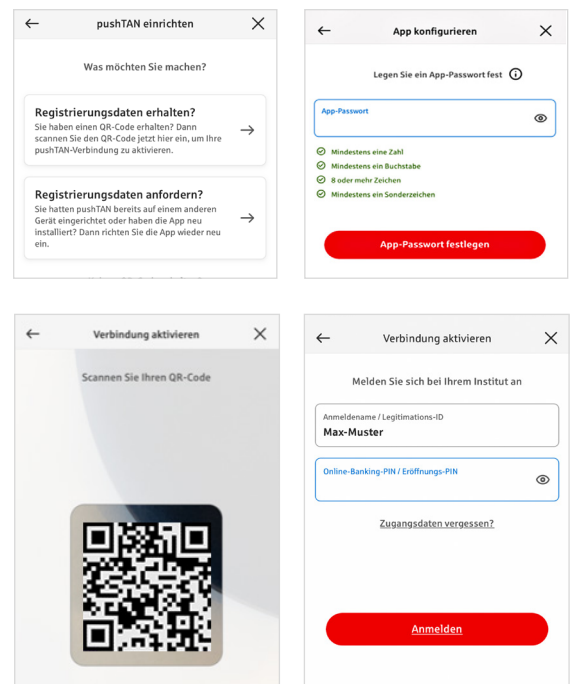 pushTAN einrichten
Was möchten Sie machen?
Registrierungsdaten erhalten?
Sie haben einen QR-Code erhalten? Dann
scannen Sie den QR-Code jetzt hier ein, um Ihre
pushTAN-Verbindung zu aktivieren.
Registrierungsdaten anfordern?
Sie hatten pushTAN bereits auf einem anderen
Gerät eingerichtet oder haben die App neu
installiert? Dann richten Sie die App wieder neu
ein.
App konfigurieren
Legen Sie ein App-Passwort fest
App-Passwort
Mindestens eine Zahl
Mindestens ein Buchstabe
8 oder mehr Zeichen
Mindestens ein Sonderzeichen
App-Passwort festlegen
Verbindung aktivieren
Scannen Sie Ihren QR-Code
Verbindung aktivieren
Melden Sie sich bei Ihrem Institut an
Anmeldename / Legitimations-ID
Max-Muster
Online-Banking-PIN / Eröffnungs-PIN
Zugangsdaten vergessen?
Anmelden